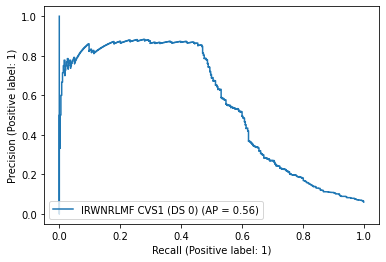 1.0
0.8
0.6
0.4
0.2
0.0
Precision (Positive label: 1)
IRWNRLMF CVS1 (DS 0) (AP = 0.56)
0.0 0.2 0.4 0.6 0.8 1.0
Recall (Positive label: 1)